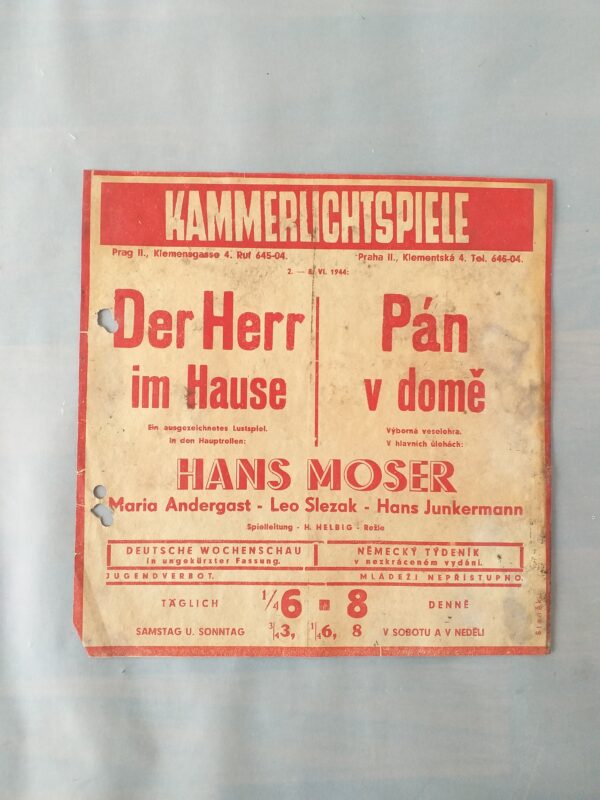 KAMMERLICHTSPIELE
Prag II., Klemensgasse 4. Ruf 645-04.
Praha II., Klementská 4. Tel. 645-04.
2. — 8. VI. 1944:
Der Herr
im Hause
Pán
v domě
Ein ausgezeichnetes Lustspiel.
In den Hauptrollen:
Výborná veselohra.
V hlavních úlohách:
HANS MOSER
Maria Andergast - Leo Slezak - Hans Junkermann
Spielleitung - H. HELBIG - Režie
DEUTSCHE WOCHENSCHAU
in ungekürzter Fassung.
NĚMECKÝ TÝDENÍK
v nezkráceném vydání.
JUGENDVERBOT.
MLÁDEŽI NEPŘÍSTUPNO.
TÄGLICH ¼6 - 8 DENNĚ
SAMSTAG U. SONNTAG ¾3, ¼6, 8 V SOBOTU A V NEDĚLI